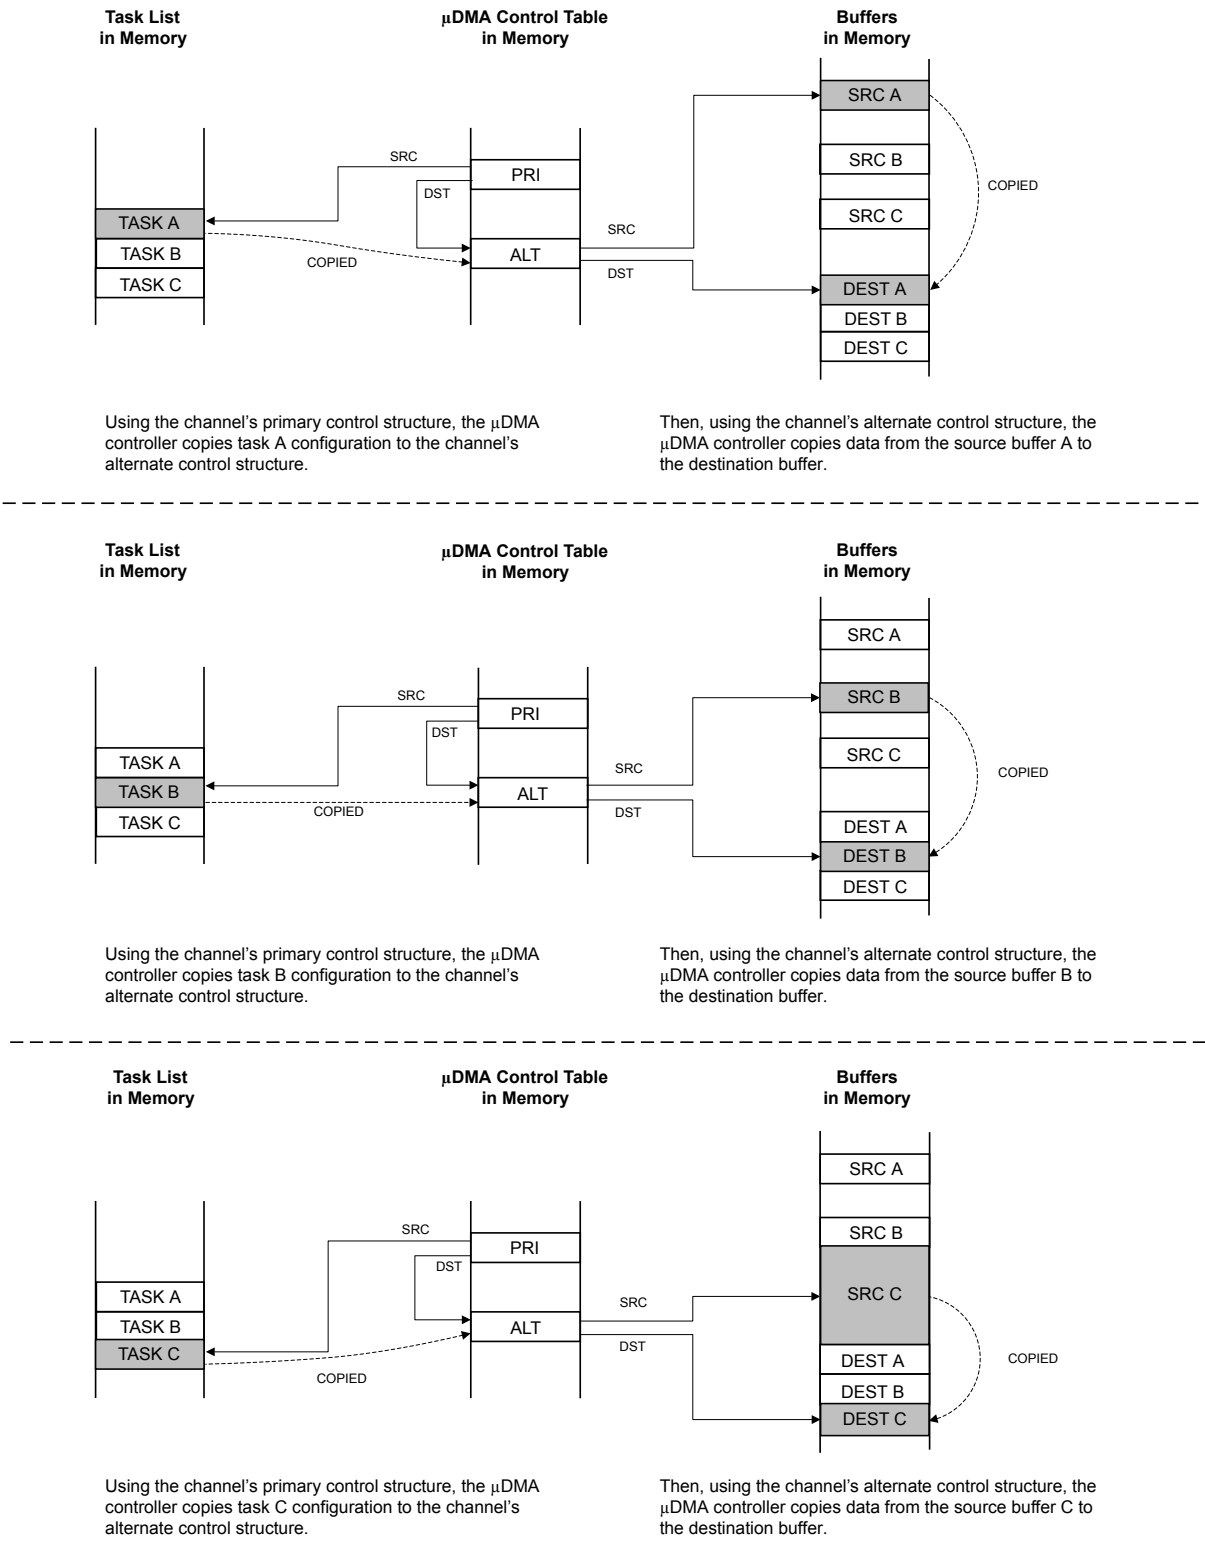 Task List
in Memory
µDMA Control Table
in Memory
Buffers
in Memory
SRC A
SRC B
SRC C
DEST A
DEST B
DEST C
COPIED
SRC
PRI
DST
ALT
SRC
DST
TASK A
TASK B
TASK C
COPIED
Using the channel's primary control structure, the µDMA
controller copies task A configuration to the channel's
alternate control structure.
Then, using the channel's alternate control structure, the
µDMA controller copies data from the source buffer A to
the destination buffer.
Task List
in Memory
µDMA Control Table
in Memory
Buffers
in Memory
SRC A
SRC B
SRC C
DEST A
DEST B
DEST C
COPIED
SRC
PRI
DST
ALT
SRC
DST
TASK A
TASK B
TASK C
COPIED
Using the channel's primary control structure, the µDMA
controller copies task B configuration to the channel's
alternate control structure.
Then, using the channel's alternate control structure, the
µDMA controller copies data from the source buffer B to
the destination buffer.
Task List
in Memory
µDMA Control Table
in Memory
Buffers
in Memory
SRC A
SRC B
SRC C
DEST A
DEST B
DEST C
COPIED
SRC
PRI
DST
ALT
SRC
DST
TASK A
TASK B
TASK C
COPIED
Using the channel's primary control structure, the µDMA
controller copies task C configuration to the channel's
alternate control structure.
Then, using the channel's alternate control structure, the
µDMA controller copies data from the source buffer C to
the destination buffer.